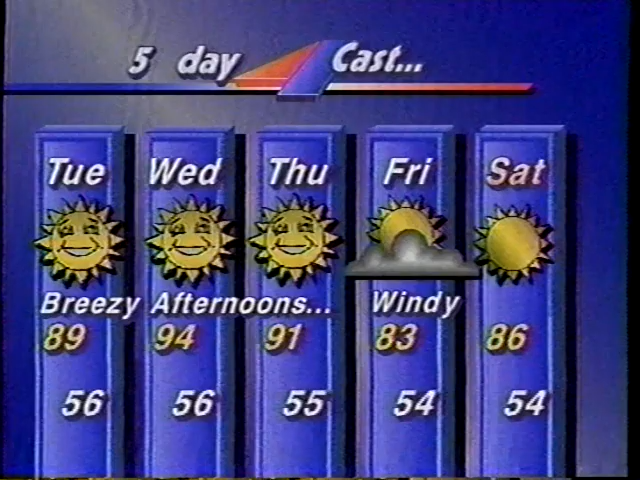 5 day Cast...
Tue Wed Thu Fri Sat
Breezy Afternoons... Windy
89 94 91 83 86
56 56 55 54 54